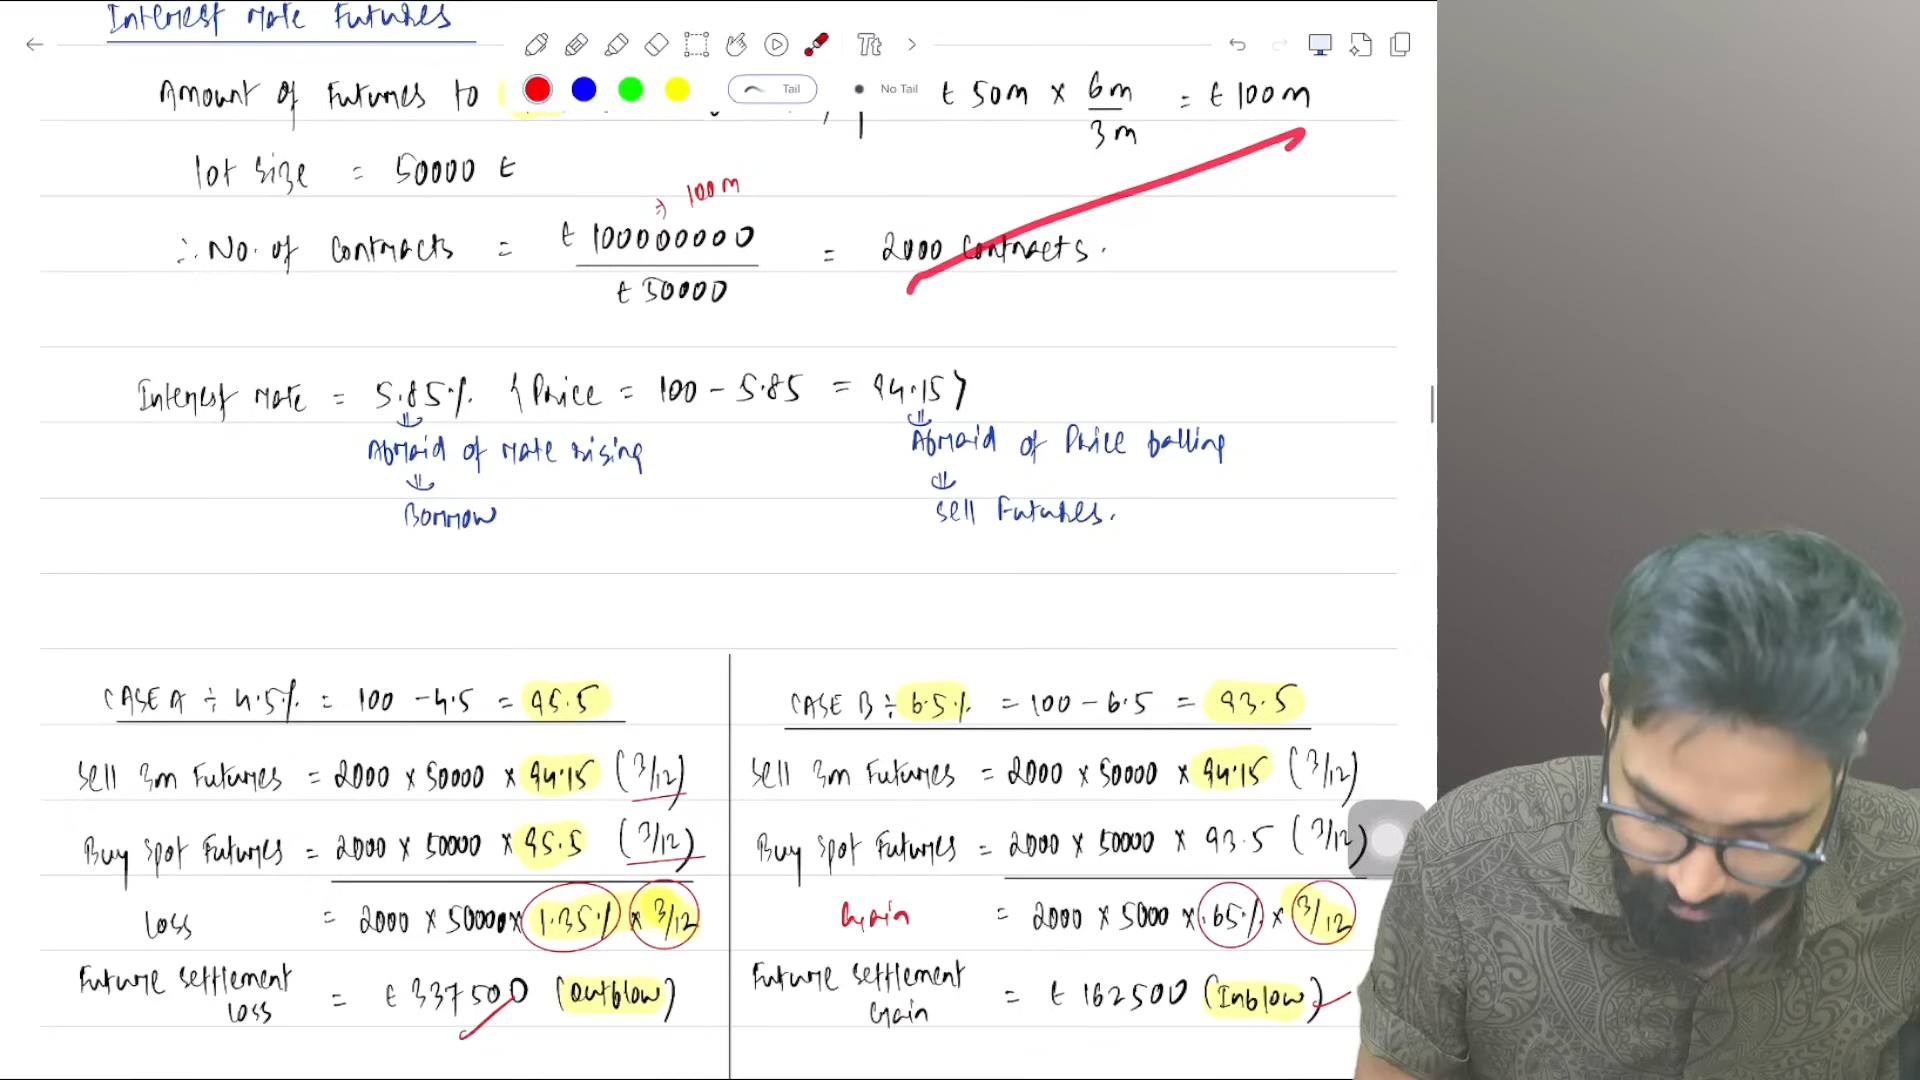 Interest Rate Futures
Tt
Tail
No Tail
Amount of Futures to
£ 50m × 6m/3m = £ 100m
lot size = 50000 £
⇒ 100m
∴ No. of Contracts = £ 100000000 / £ 50000 = 2000 Contracts.
Interest Rate = 5.85% { Price = 100 - 5.85 = 94.15 }
Afraid of rate rising
Afraid of Price falling
Borrow
Sell Futures.
CASE A ÷ 4.5% = 100 - 4.5 = 95.5
Sell 3m Futures = 2000 × 50000 × 94.15 (3/12)
Buy Spot Futures = 2000 × 50000 × 95.5 (3/12)
Loss = 2000 × 50000 × 1.35% × 3/12
Future Settlement Loss = £ 337500 (Outflow)
CASE B ÷ 6.5% = 100 - 6.5 = 93.5
Sell 3m Futures = 2000 × 50000 × 94.15 (3/12)
Buy Spot Futures = 2000 × 50000 × 93.5 (3/12)
Gain = 2000 × 5000 × .65% × 3/12
Future Settlement Gain = £ 162500 (Inflow)